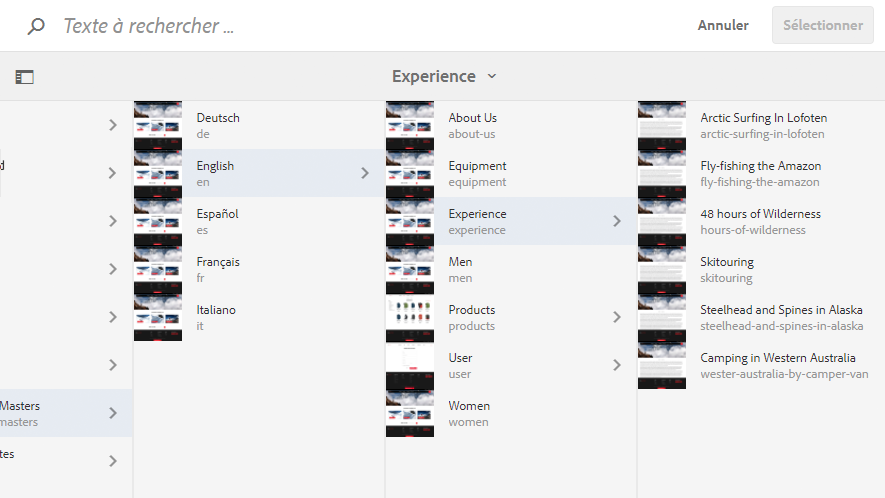 Texte à rechercher ...
Annuler
Sélectionner
Experience
Masters
masters
tes
Deutsch
de
English
en
Español
es
Français
fr
Italiano
it
About Us
about-us
Equipment
equipment
Experience
experience
Men
men
Products
products
User
user
Women
women
Arctic Surfing In Lofoten
arctic-surfing-in-lofoten
Fly-fishing the Amazon
fly-fishing-the-amazon
48 hours of Wilderness
hours-of-wilderness
Skitouring
skitouring
Steelhead and Spines in Alaska
steelhead-and-spines-in-alaska
Camping in Western Australia
wester-australia-by-camper-van